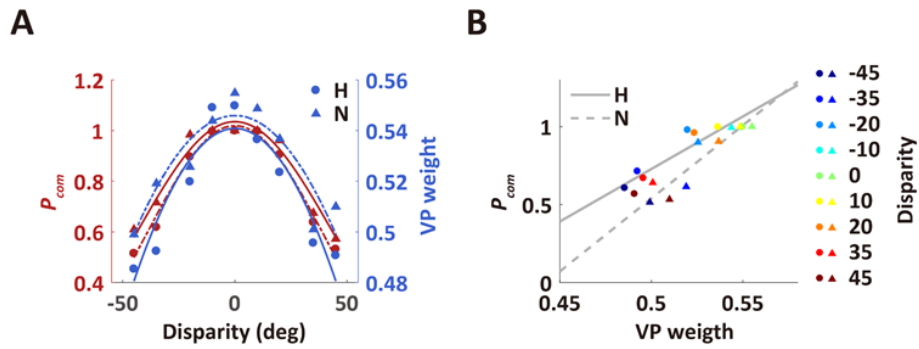 A
1.2
1
0.8
0.6
0.4
P_com
-50
0
50
Disparity (deg)
0.56
0.54
0.52
0.5
0.48
VP weight
H
N
B
1
0.5
0
P_com
0.45
0.5
0.55
VP weigth
H
N
-45
-35
-20
-10
0
10
20
35
45
Disparity